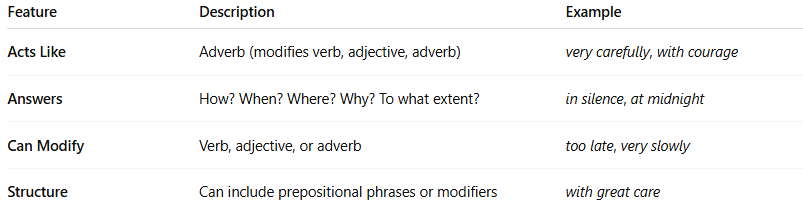 Feature Description Example
Acts Like Adverb (modifies verb, adjective, adverb) very carefully, with courage
Answers How? When? Where? Why? To what extent? in silence, at midnight
Can Modify Verb, adjective, or adverb too late, very slowly
Structure Can include prepositional phrases or modifiers with great care